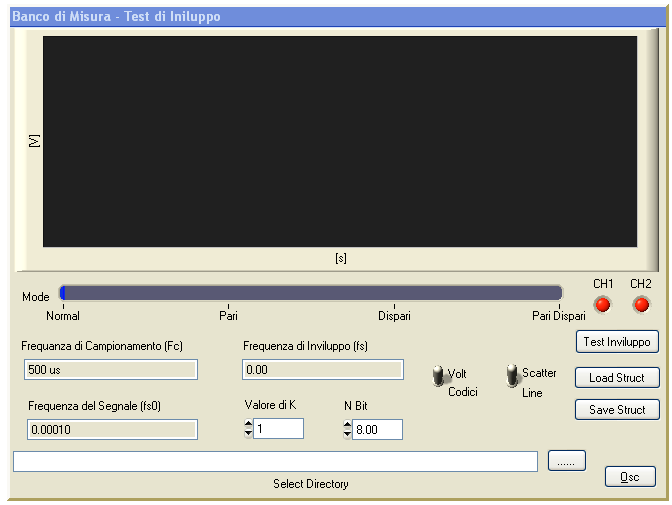 Banco di Misura - Test di Iniluppo
[V]
[s]
Mode
Normal Pari Dispari Pari Dispari
CH1 CH2
Frequanza di Campionamento (Fc)
500 us
Frequenza di Inviluppo (fs)
0.00
Volt
Codici
Scatter
Line
Test Inviluppo
Load Struct
Save Struct
Frequenza del Segnale (fs0)
0.00010
Valore di K
1
N Bit
8.00
......
Select Directory
Osc